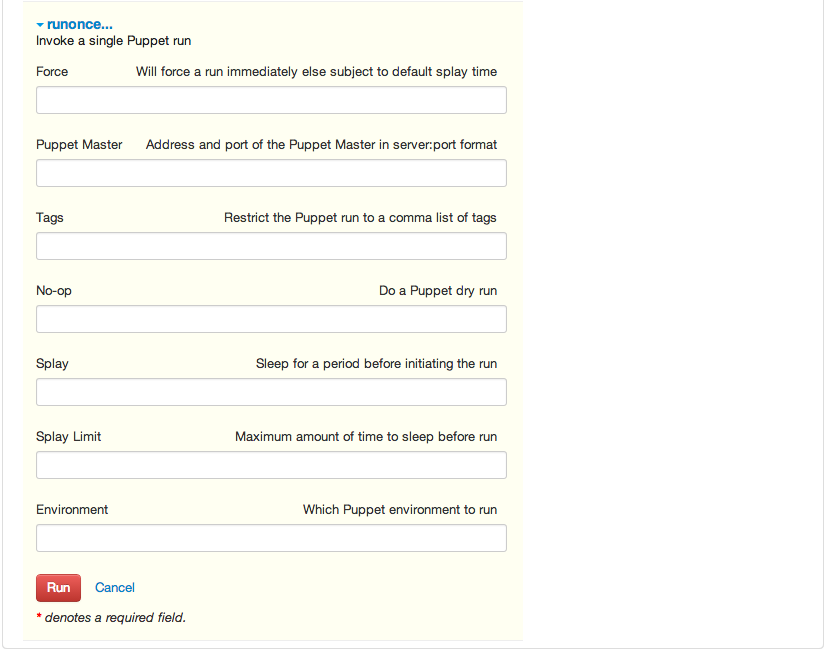 runonce...
Invoke a single Puppet run
Force Will force a run immediately else subject to default splay time
Puppet Master Address and port of the Puppet Master in server:port format
Tags Restrict the Puppet run to a comma list of tags
No-op Do a Puppet dry run
Splay Sleep for a period before initiating the run
Splay Limit Maximum amount of time to sleep before run
Environment Which Puppet environment to run
Run Cancel
* denotes a required field.